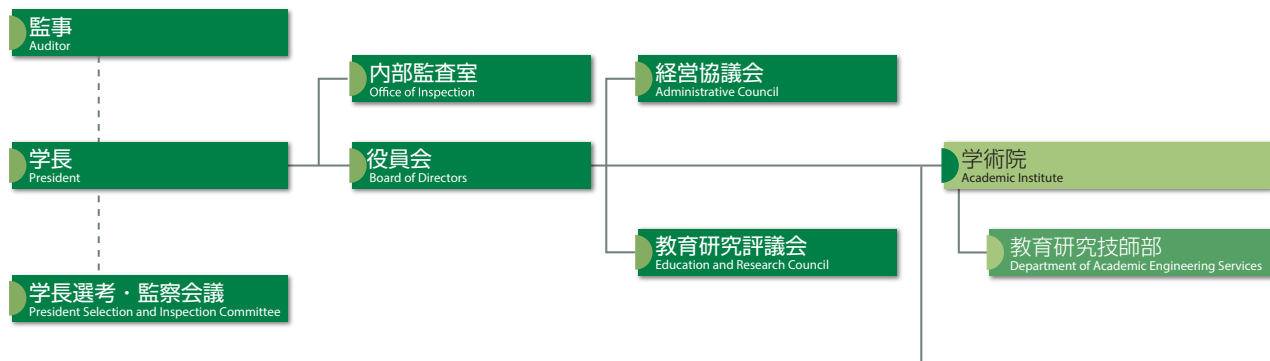 監事
Auditor
内部監査室
Office of Inspection
経営協議会
Administrative Council
学長
President
役員会
Board of Directors
学術院
Academic Institute
教育研究評議会
Education and Research Council
教育研究技師部
Department of Academic Engineering Services
学長選考・監察会議
President Selection and Inspection Committee